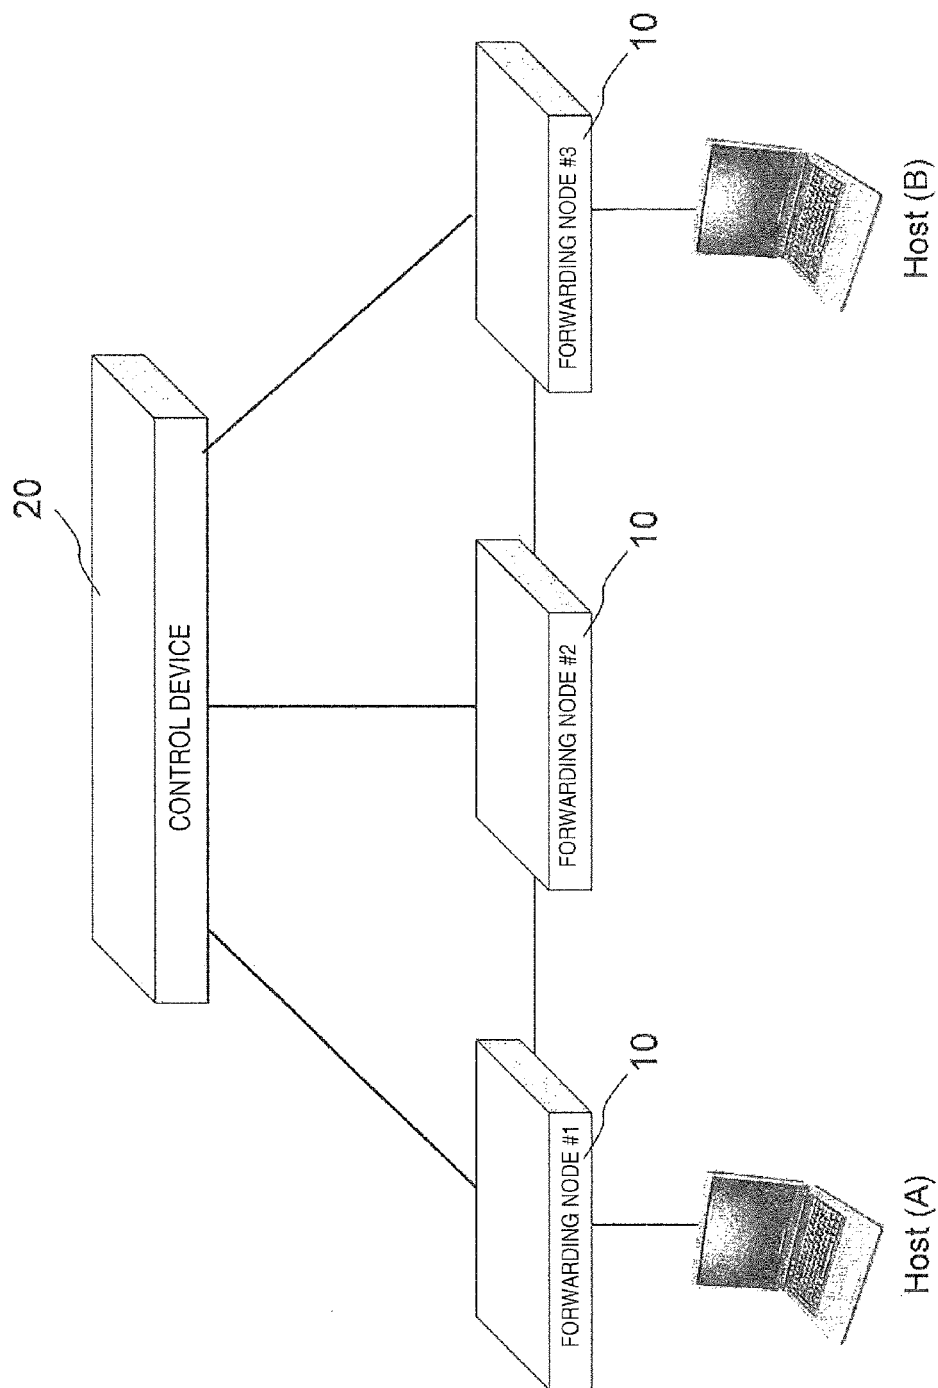 20
CONTROL DEVICE
FORWARDING NODE #1
10
FORWARDING NODE #2
10
FORWARDING NODE #3
10
Host (A)
Host (B)